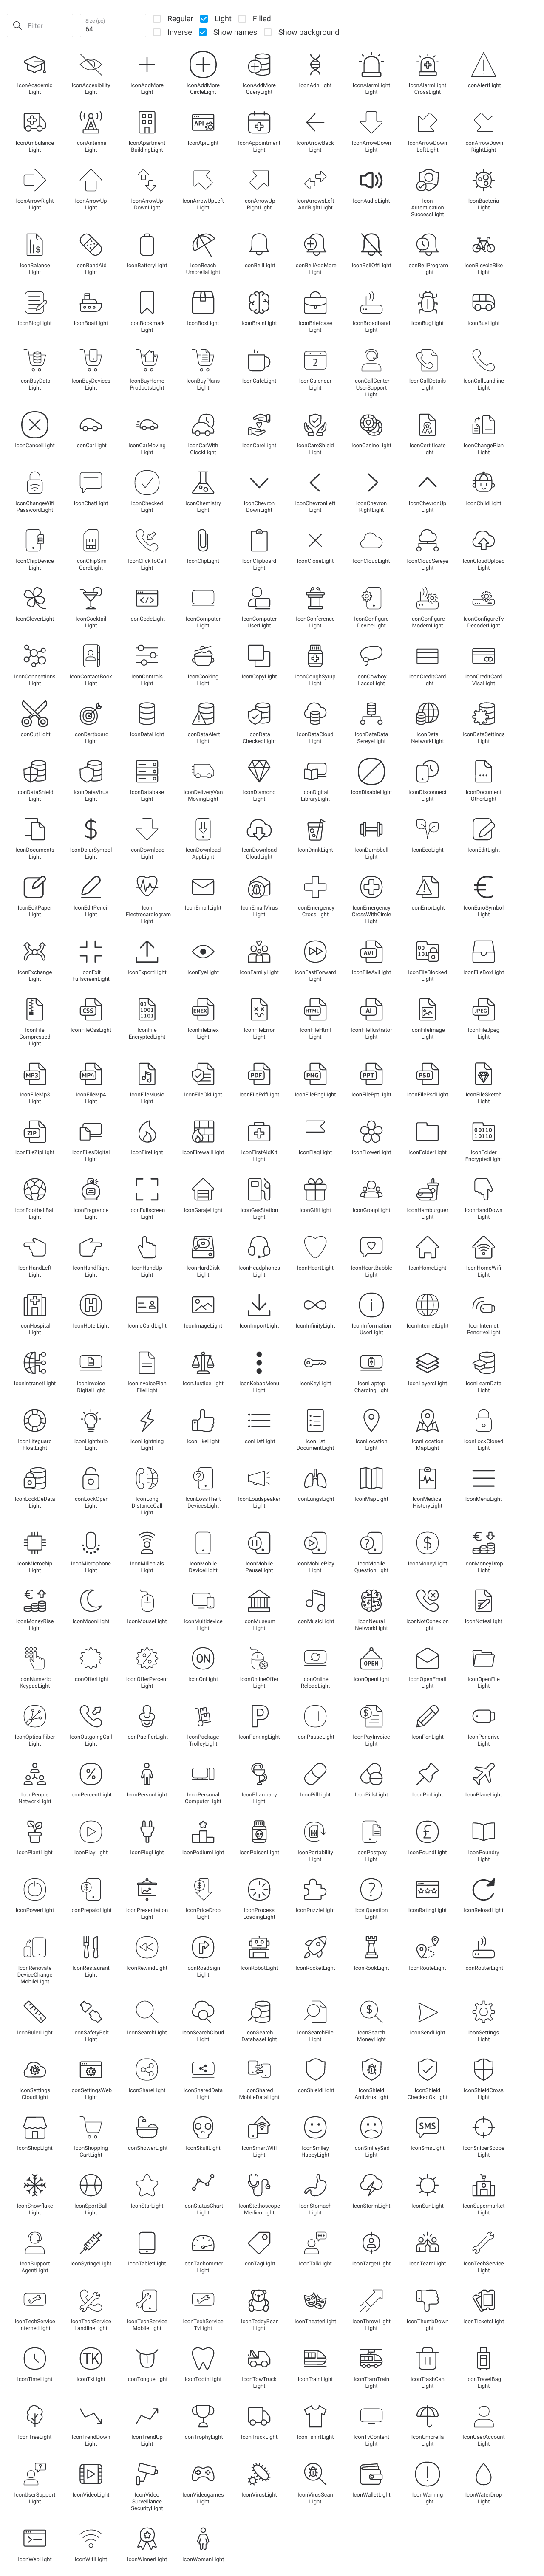 Filter
Size (px)
64
Regular
Light
Filled
Inverse
Show names
Show background
IconAcademic
Light
IconAccesibility
Light
IconAddMore
Light
IconAddMore
CircleLight
IconAddMore
QueryLight
IconAdnLight
IconAlarmLight
Light
IconAlarmLight
CrossLight
IconAlertLight
IconAmbulance
Light
IconAntenna
Light
IconApartment
BuildingLight
IconApiLight
API
IconAppointment
Light
IconArrowBack
Light
IconArrowDown
Light
IconArrowDown
LeftLight
IconArrowDown
RightLight
IconArrowRight
Light
IconArrowUp
Light
IconArrowUp
DownLight
IconArrowUpLeft
Light
IconArrowUp
RightLight
IconArrowsLeft
AndRightLight
IconAudioLight
Icon
Autentication
SuccessLight
IconBacteria
Light
IconBalance
Light
IconBandAid
Light
IconBatteryLight
IconBeach
UmbrellaLight
IconBellLight
IconBellAddMore
Light
IconBellOffLight
IconBellProgram
Light
IconBicycleBike
Light
IconBlogLight
IconBoatLight
IconBookmark
Light
IconBoxLight
IconBrainLight
IconBriefcase
Light
IconBroadband
Light
IconBugLight
IconBusLight
IconBuyData
Light
IconBuyDevices
Light
IconBuyHome
ProductsLight
IconBuyPlans
Light
IconCafeLight
2
IconCalendar
Light
IconCallCenter
UserSupport
Light
IconCallDetails
Light
IconCallLandline
Light
IconCancelLight
IconCarLight
IconCarMoving
Light
IconCarWith
ClockLight
IconCareLight
IconCareShield
Light
IconCasinoLight
IconCertificate
Light
IconChangePlan
Light
IconChangeWifi
PasswordLight
IconChatLight
IconChecked
Light
IconChemistry
Light
IconChevron
DownLight
IconChevronLeft
Light
IconChevron
RightLight
IconChevronUp
Light
IconChildLight
IconChipDevice
Light
IconChipSim
CardLight
IconClickToCall
Light
IconClipLight
IconClipboard
Light
IconCloseLight
IconCloudLight
IconCloudSereye
Light
IconCloudUpload
Light
IconCloverLight
IconCocktail
Light
IconCodeLight
IconComputer
Light
IconComputer
UserLight
IconConference
Light
IconConfigure
DeviceLight
IconConfigure
ModemLight
IconConfigureTv
DecoderLight
IconConnections
Light
IconContactBook
Light
IconControls
Light
IconCooking
Light
IconCopyLight
IconCoughSyrup
Light
IconCowboy
LassoLight
IconCreditCard
Light
IconCreditCard
VisaLight
IconCutLight
IconDartboard
Light
IconDataLight
IconDataAlert
Light
IconData
CheckedLight
IconDataCloud
Light
IconDataData
SereyeLight
IconData
NetworkLight
IconDataSettings
Light
IconDataShield
Light
IconDataVirus
Light
IconDatabase
Light
IconDeliveryVan
MovingLight
IconDiamond
Light
IconDigital
LibraryLight
IconDisableLight
IconDisconnect
Light
IconDocument
OtherLight
IconDocuments
Light
IconDolarSymbol
Light
IconDownload
Light
IconDownload
AppLight
IconDownload
CloudLight
IconDrinkLight
IconDumbbell
Light
IconEcoLight
IconEditLight
IconEditPaper
Light
IconEditPencil
Light
Icon
Electrocardiogram
Light
IconEmailLight
IconEmailVirus
Light
IconEmergency
CrossLight
IconEmergency
CrossWithCircle
Light
IconErrorLight
IconEuroSymbol
Light
IconExchange
Light
IconExit
FullscreenLight
IconExportLight
IconEyeLight
IconFamilyLight
IconFastForward
Light
AVI
IconFileAviLight
IconFileBlocked
Light
IconFileBoxLight
IconFile
Compressed
Light
CSS
IconFileCssLight
IconFile
EncryptedLight
ENEX
IconFileEnex
Light
IconFileError
Light
HTML
IconFileHtml
Light
AI
IconFileIllustrator
Light
IconFileImage
Light
JPEG
IconFileJpeg
Light
MP3
IconFileMp3
Light
MP4
IconFileMp4
Light
IconFileMusic
Light
IconFileOkLight
PDF
IconFilePdfLight
PNG
IconFilePngLight
PPT
IconFilePptLight
PSD
IconFilePsdLight
IconFileSketch
Light
ZIP
IconFileZipLight
IconFilesDigital
Light
IconFireLight
IconFirewallLight
IconFirstAidKit
Light
IconFlagLight
IconFlowerLight
IconFolderLight
00110
10110
IconFolder
EncryptedLight
IconFootballBall
Light
IconFragrance
Light
IconFullscreen
Light
IconGarajeLight
IconGasStation
Light
IconGiftLight
IconGroupLight
IconHamburguer
Light
IconHandDown
Light
IconHandLeft
Light
IconHandRight
Light
IconHandUp
Light
IconHardDisk
Light
IconHeadphones
Light
IconHeartLight
IconHeartBubble
Light
IconHomeLight
IconHomeWifi
Light
IconHospital
Light
IconHotelLight
IconIdCardLight
IconImageLight
IconImportLight
IconInfinityLight
IconInformation
UserLight
IconInternetLight
IconInternet
PendriveLight
IconIntranetLight
IconInvoice
DigitalLight
IconInvoicePlan
FileLight
IconJusticeLight
IconKebabMenu
Light
IconKeyLight
IconLaptop
ChargingLight
IconLayersLight
IconLearnData
Light
IconLifeguard
FloatLight
IconLightbulb
Light
IconLightning
Light
IconLikeLight
IconListLight
IconList
DocumentLight
IconLocation
Light
IconLocation
MapLight
IconLockClosed
Light
IconLockDeData
Light
IconLockOpen
Light
IconLong
DistanceCall
Light
IconLossTheft
DevicesLight
IconLoudspeaker
Light
IconLungsLight
IconMapLight
IconMedical
HistoryLight
IconMenuLight
IconMicrochip
Light
IconMicrophone
Light
IconMillenials
Light
IconMobile
DeviceLight
IconMobile
PauseLight
IconMobilePlay
Light
IconMobile
QuestionLight
IconMoneyLight
IconMoneyDrop
Light
IconMoneyRise
Light
IconMoonLight
IconMouseLight
IconMultidevice
Light
IconMuseum
Light
IconMusicLight
IconNeural
NetworkLight
IconNotConexion
Light
IconNotesLight
IconNumeric
KeypadLight
IconOfferLight
IconOfferPercent
Light
ON
IconOnLight
IconOnlineOffer
Light
IconOnline
ReloadLight
OPEN
IconOpenLight
IconOpenEmail
Light
IconOpenFile
Light
IconOpticalFiber
Light
IconOutgoingCall
Light
IconPacifierLight
IconPackage
TrolleyLight
IconParkingLight
IconPauseLight
IconPayInvoice
Light
IconPenLight
IconPendrive
Light
IconPeople
NetworkLight
IconPercentLight
IconPersonLight
IconPersonal
ComputerLight
IconPharmacy
Light
IconPillLight
IconPillsLight
IconPinLight
IconPlaneLight
IconPlantLight
IconPlayLight
IconPlugLight
IconPodiumLight
IconPoisonLight
IconPortability
Light
IconPostpay
Light
IconPoundLight
IconPoundry
Light
IconPowerLight
IconPrepaidLight
IconPresentation
Light
IconPriceDrop
Light
IconProcess
LoadingLight
IconPuzzleLight
IconQuestion
Light
IconRatingLight
IconReloadLight
IconRenovate
DeviceChange
MobileLight
IconRestaurant
Light
IconRewindLight
IconRoadSign
Light
IconRobotLight
IconRocketLight
IconRookLight
IconRouteLight
IconRouterLight
IconRulerLight
IconSafetyBelt
Light
IconSearchLight
IconSearchCloud
Light
IconSearch
DatabaseLight
IconSearchFile
Light
IconSearch
MoneyLight
IconSendLight
IconSettings
Light
IconSettings
CloudLight
IconSettingsWeb
Light
IconShareLight
IconSharedData
Light
IconShared
MobileDataLight
IconShieldLight
IconShield
AntivirusLight
IconShield
CheckedOkLight
IconShieldCross
Light
IconShopLight
IconShopping
CartLight
IconShowerLight
IconSkullLight
IconSmartWifi
Light
IconSmiley
HappyLight
IconSmileySad
Light
SMS
IconSmsLight
IconSniperScope
Light
IconSnowflake
Light
IconSportBall
Light
IconStarLight
IconStatusChart
Light
IconStethoscope
MedicoLight
IconStomach
Light
IconStormLight
IconSunLight
IconSupermarket
Light
IconSupport
AgentLight
IconSyringeLight
IconTabletLight
IconTachometer
Light
IconTagLight
IconTalkLight
IconTargetLight
IconTeamLight
IconTechService
Light
IconTechService
InternetLight
IconTechService
LandlineLight
IconTechService
MobileLight
IconTechService
TvLight
IconTeddyBear
Light
IconTheaterLight
IconThrowLight
IconThumbDown
Light
IconTicketsLight
IconTimeLight
TK
IconTkLight
IconTongueLight
IconToothLight
IconTowTruck
Light
IconTrainLight
IconTramTrain
Light
IconTrashCan
Light
IconTravelBag
Light
IconTreeLight
IconTrendDown
Light
IconTrendUp
Light
IconTrophyLight
IconTruckLight
IconTshirtLight
IconTvContent
Light
IconUmbrella
Light
IconUserAccount
Light
IconUserSupport
Light
IconVideoLight
IconVideo
Surveillance
SecurityLight
IconVideogames
Light
IconVirusLight
IconVirusScan
Light
IconWalletLight
IconWarning
Light
IconWaterDrop
Light
IconWebLight
IconWifiLight
IconWinnerLight
IconWomanLight